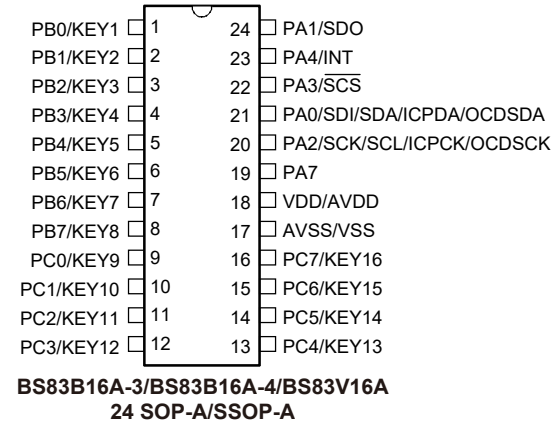 PB0/KEY1 1 24 PA1/SDO
PB1/KEY2 2 23 PA4/INT
PB2/KEY3 3 22 PA3/SCS
PB3/KEY4 4 21 PA0/SDI/SDA/ICPDA/OCDSDA
PB4/KEY5 5 20 PA2/SCK/SCL/ICPCK/OCDSCK
PB5/KEY6 6 19 PA7
PB6/KEY7 7 18 VDD/AVDD
PB7/KEY8 8 17 AVSS/VSS
PC0/KEY9 9 16 PC7/KEY16
PC1/KEY10 10 15 PC6/KEY15
PC2/KEY11 11 14 PC5/KEY14
PC3/KEY12 12 13 PC4/KEY13
BS83B16A-3/BS83B16A-4/BS83V16A
24 SOP-A/SSOP-A